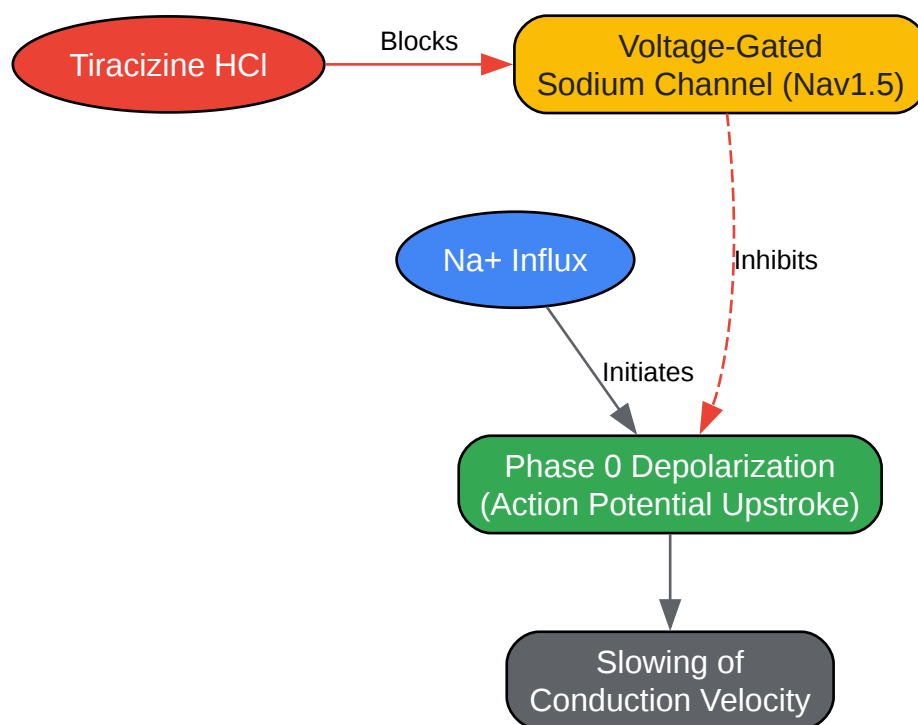 Tiracizine HCl
Blocks
Voltage-Gated
Sodium Channel (Nav1.5)
Na+ Influx
Inhibits
Initiates
Phase 0 Depolarization
(Action Potential Upstroke)
Slowing of
Conduction Velocity